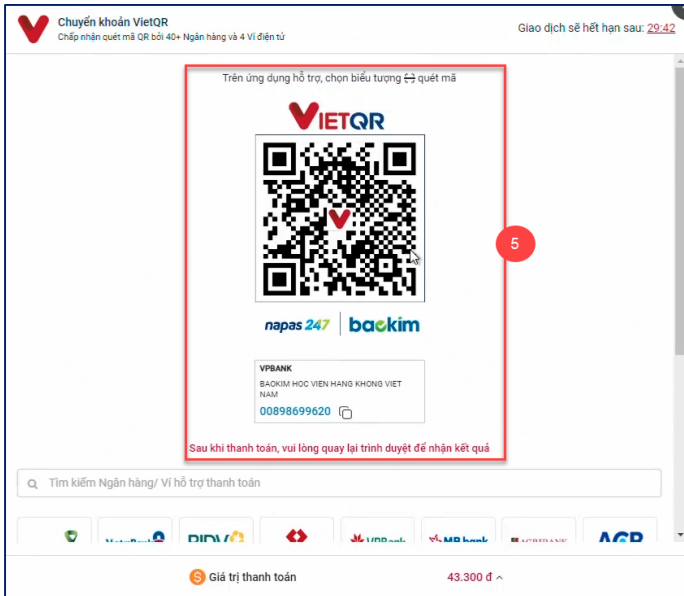 Chuyển khoản VietQR
Chấp nhận quét mã QR bởi 40+ Ngân hàng và 4 Ví điện tử
Giao dịch sẽ hết hạn sau: 29:42
Trên ứng dụng hỗ trợ, chọn biểu tượng quét mã
VIETQR
5
napas 247 baokim
VPBANK
BAOKIM HOC VIEN HANG KHONG VIET
NAM
00898699620
Sau khi thanh toán, vui lòng quay lại trình duyệt để nhận kết quả
Tìm kiếm Ngân hàng/ Ví hỗ trợ thanh toán
BIDV VPBank MB bank AGRIBANK ACB
$ Giá trị thanh toán 43.300 đ